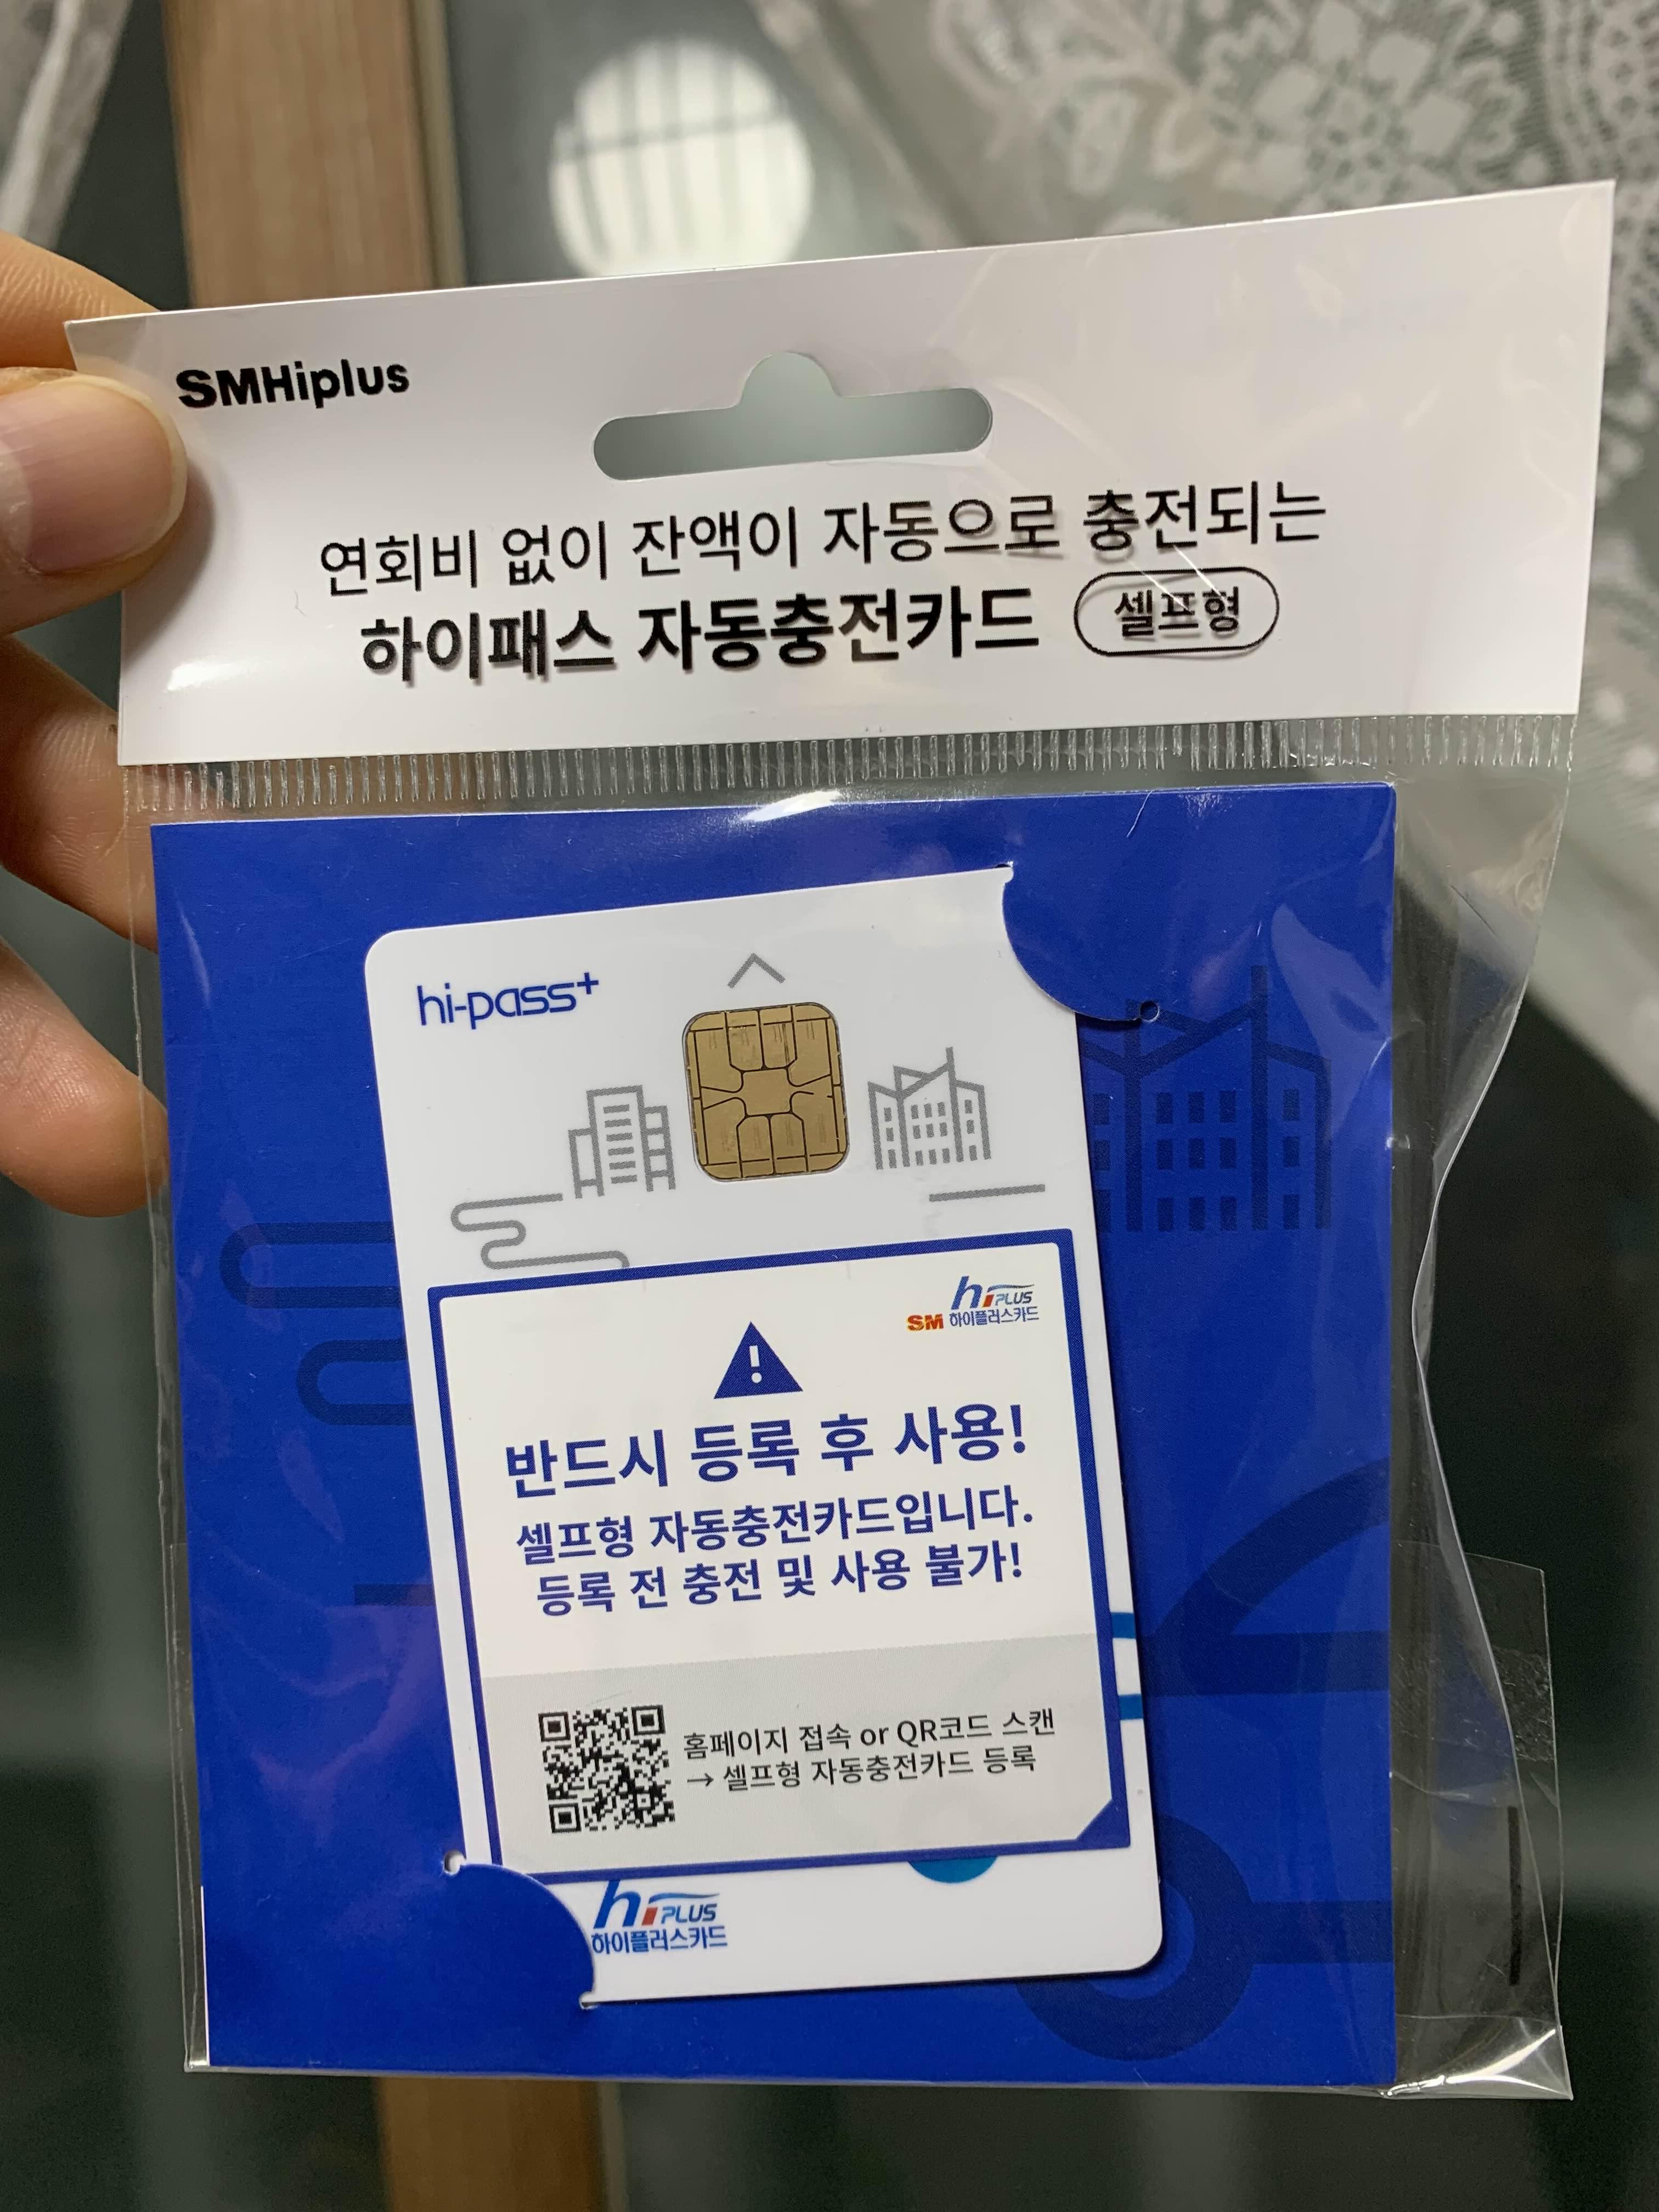 SMHiplus
연회비 없이 잔액이 자동으로 충전되는
하이패스 자동충전카드 셀프형
hi-pass+
hi PLUS
SM 하이플러스카드
!
반드시 등록 후 사용!
셀프형 자동충전카드입니다.
등록 전 충전 및 사용 불가!
홈페이지 접속 or QR코드 스캔
→ 셀프형 자동충전카드 등록
hi PLUS
하이플러스카드